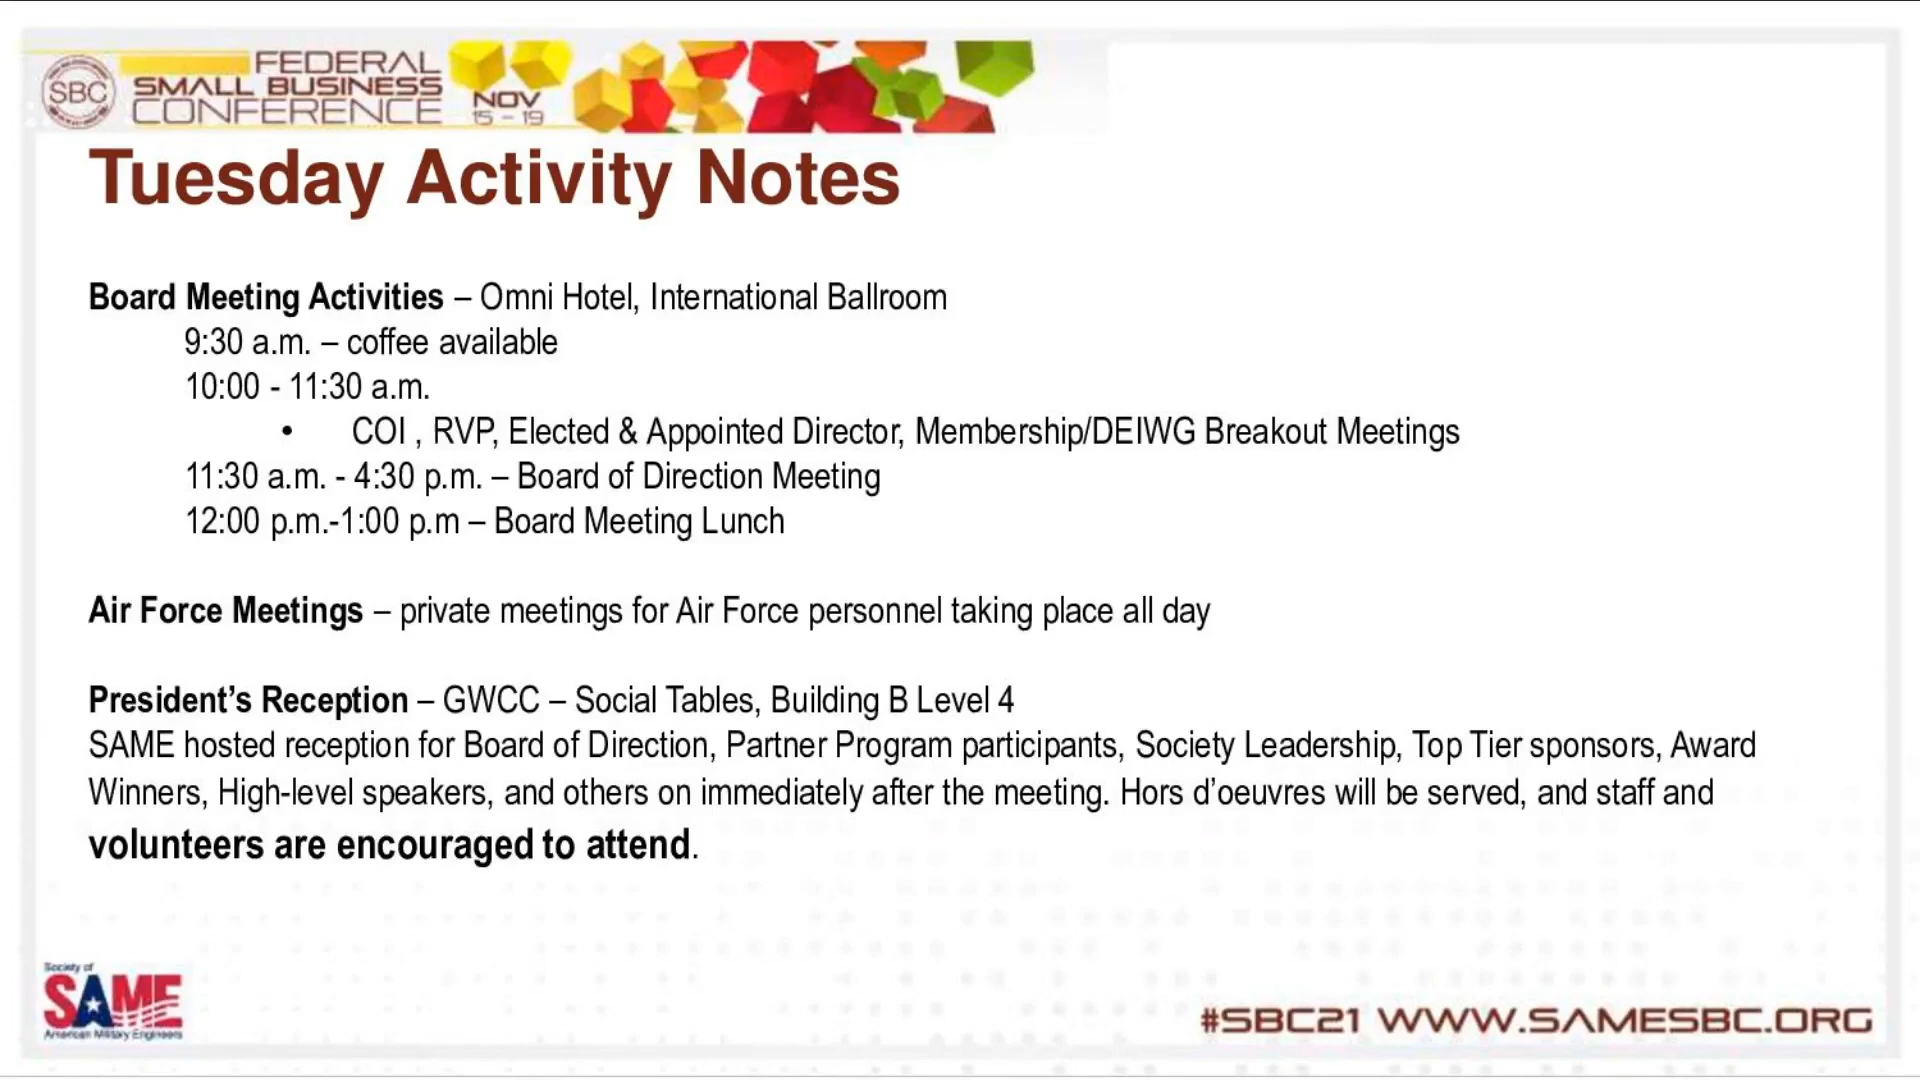 FEDERAL
SBC SMALL BUSINESS
CONFERENCE
NOV
15 - 19
Tuesday Activity Notes
Board Meeting Activities – Omni Hotel, International Ballroom
9:30 a.m. – coffee available
10:00 - 11:30 a.m.
• COI , RVP, Elected & Appointed Director, Membership/DEIWG Breakout Meetings
11:30 a.m. - 4:30 p.m. – Board of Direction Meeting
12:00 p.m.-1:00 p.m – Board Meeting Lunch
Air Force Meetings – private meetings for Air Force personnel taking place all day
President’s Reception – GWCC – Social Tables, Building B Level 4
SAME hosted reception for Board of Direction, Partner Program participants, Society Leadership, Top Tier sponsors, Award
Winners, High-level speakers, and others on immediately after the meeting. Hors d’oeuvres will be served, and staff and
volunteers are encouraged to attend.
Society of
SAME
American Military Engineers
#SBC21 WWW.SAMESBC.ORG